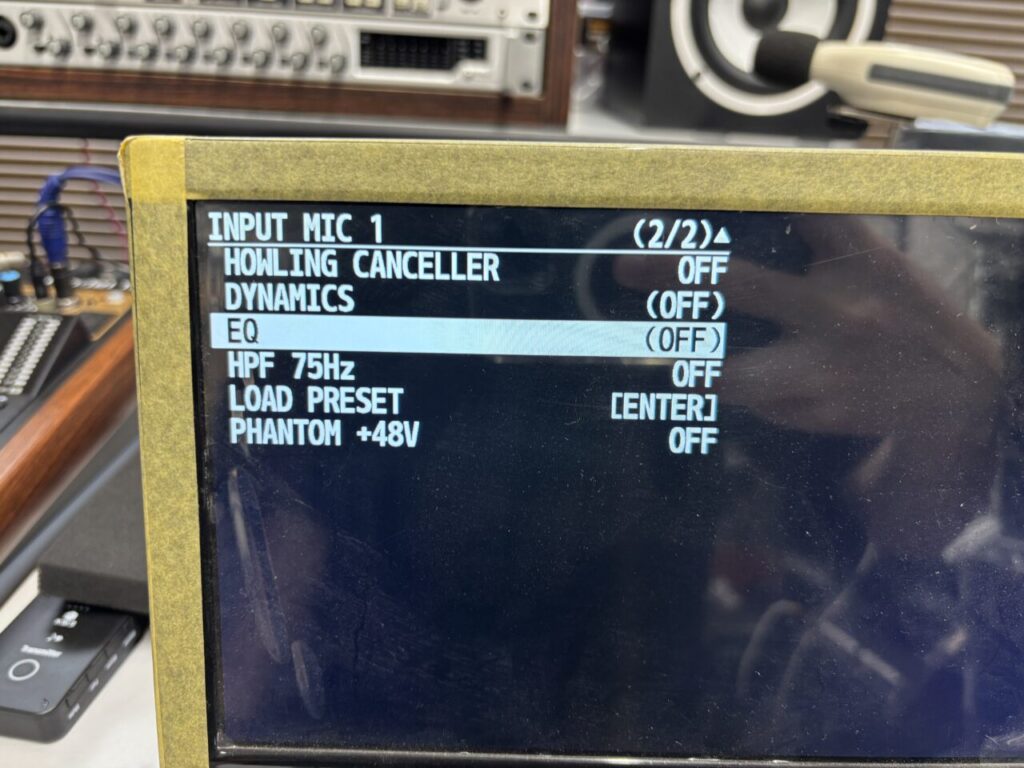 INPUT MIC 1 (2/2)▲
HOWLING CANCELLER OFF
DYNAMICS (OFF)
EQ (OFF)
HPF 75Hz OFF
LOAD PRESET [ENTER]
PHANTOM +48V OFF
Transmitter